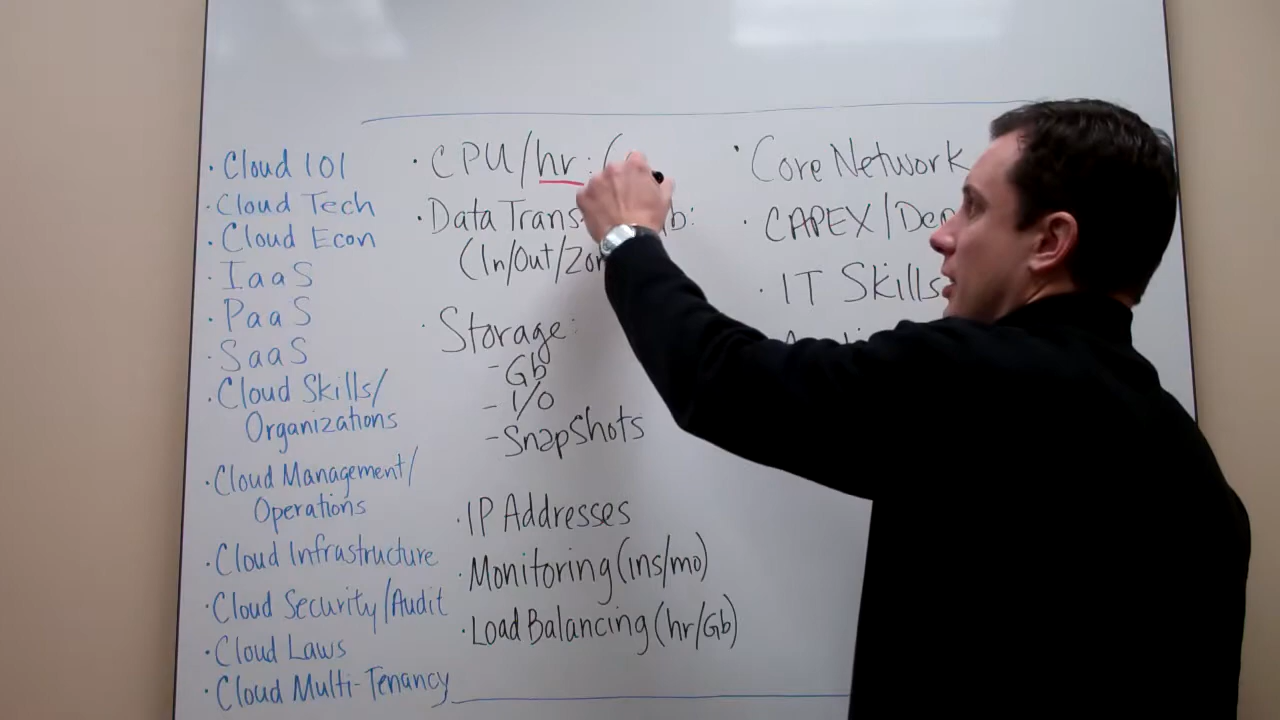 · Cloud 101
· Cloud Tech
· Cloud Econ
· IaaS
· PaaS
· SaaS
· Cloud Skills/
Organizations
· Cloud Management/
Operations
· Cloud Infrastructure
· Cloud Security/Audit
· Cloud Laws
· Cloud Multi-Tenancy
· CPU/hr: (
· Data Trans b:
(In/Out/Zon
· Storage:
- Gb
- I/O
- Snapshots
· IP Addresses
· Monitoring (ins/mo)
· Load Balancing (hr/Gb)
· Core Network
· CAPEX/Dep
· IT Skills